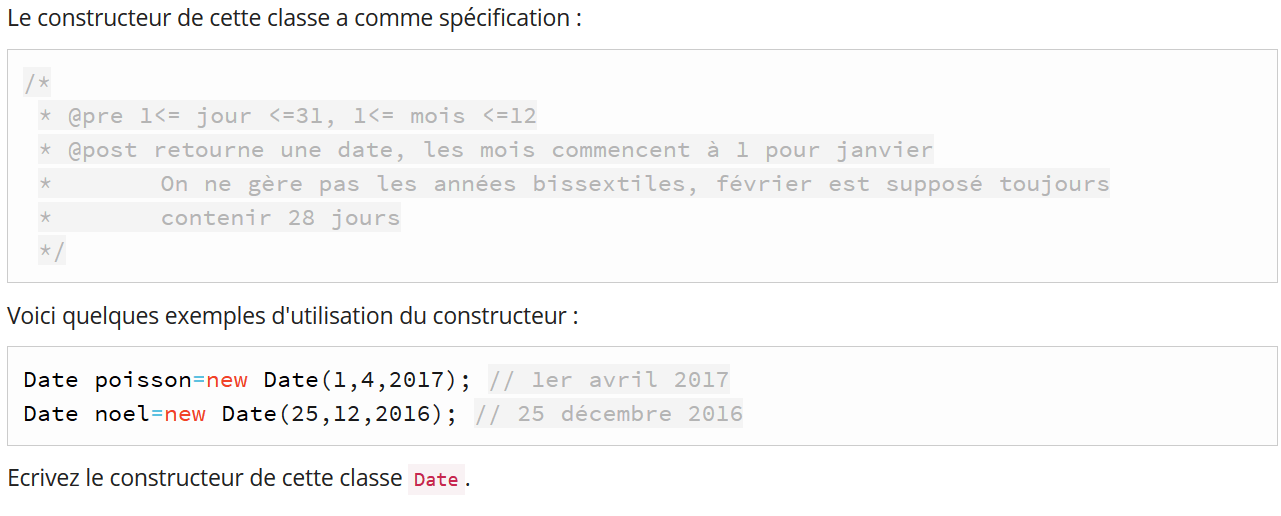 Le constructeur de cette classe a comme spécification :
/*
* @pre 1<= jour <=31, 1<= mois <=12
* @post retourne une date, les mois commencent à 1 pour janvier
* On ne gère pas les années bissextiles, février est supposé toujours
* contenir 28 jours
*/
Voici quelques exemples d'utilisation du constructeur :
Date poisson=new Date(1,4,2017); // 1er avril 2017
Date noel=new Date(25,12,2016); // 25 décembre 2016
Ecrivez le constructeur de cette classe Date.